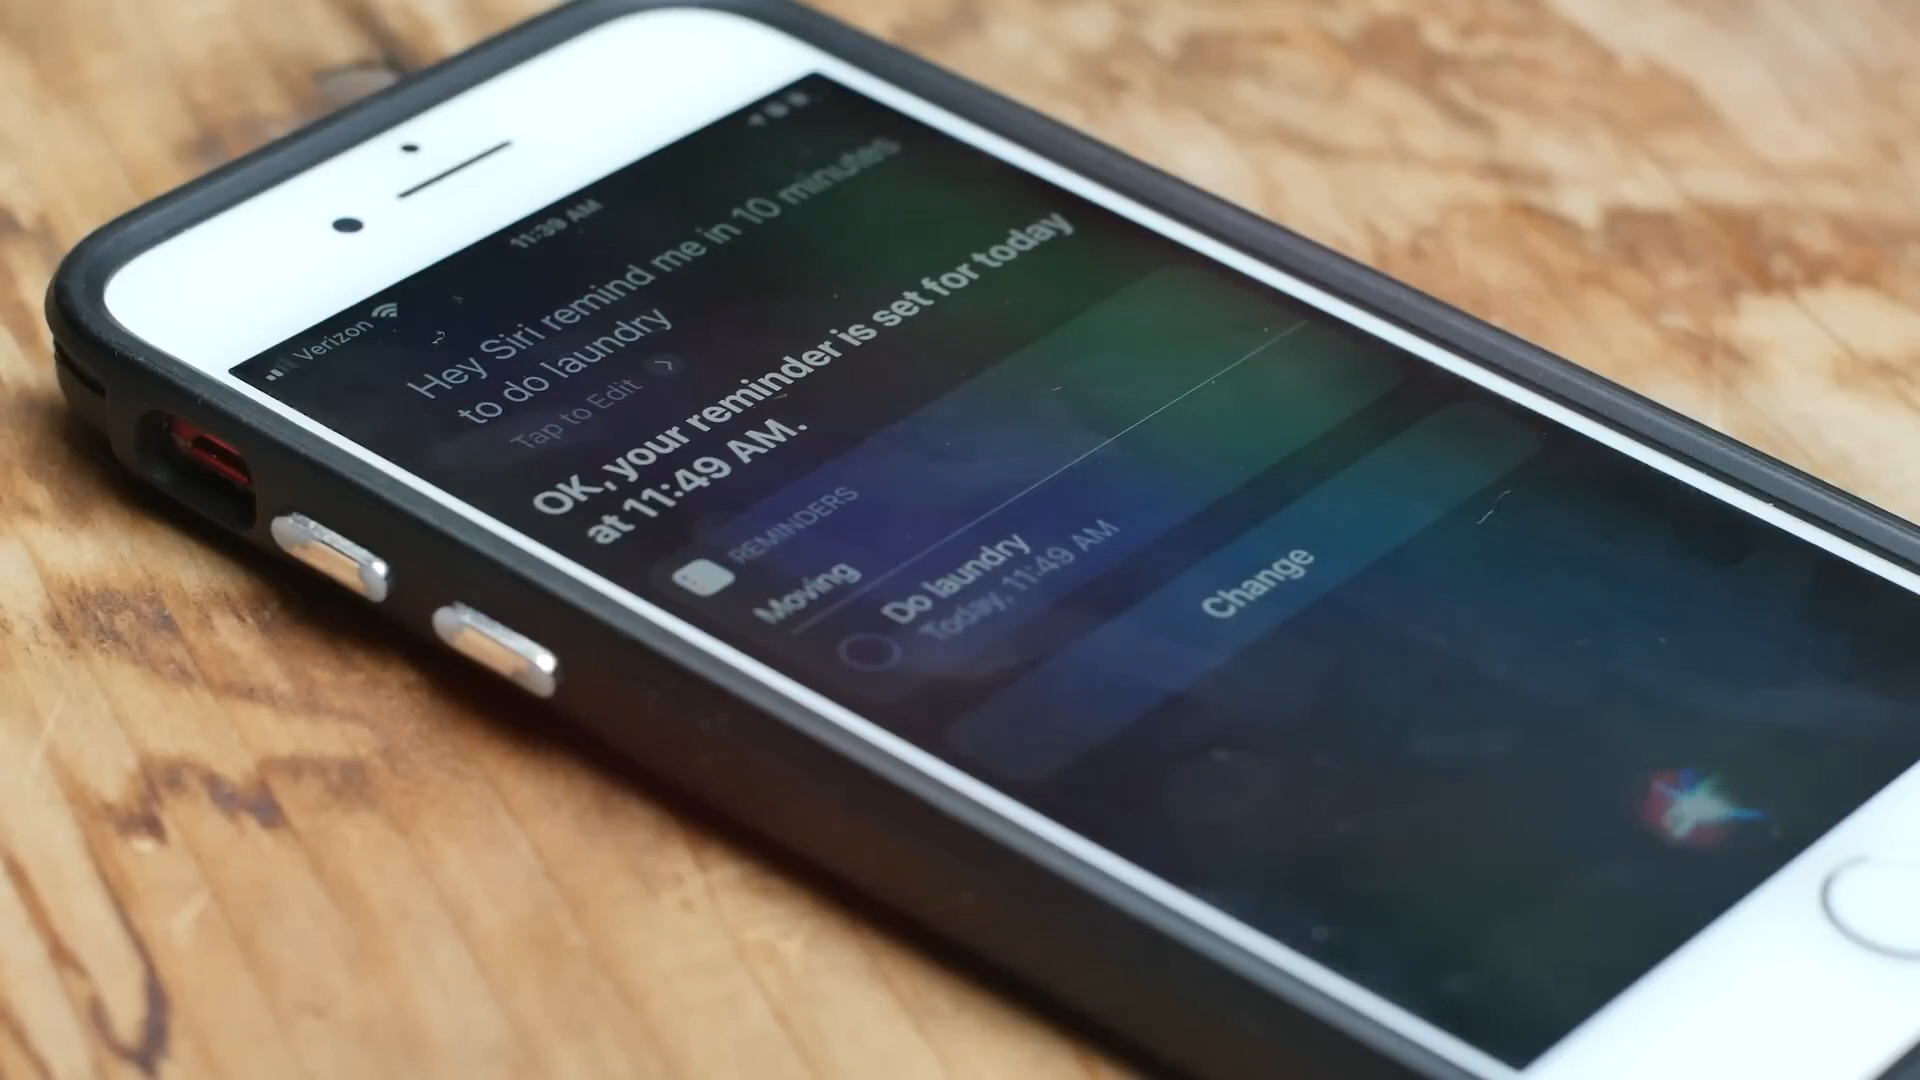 Verizon 11:39 AM
Hey Siri remind me in 10 minutes
to do laundry
Tap to Edit
OK, your reminder is set for today
at 11:49 AM.
REMINDERS
Moving
Do laundry
Today, 11:49 AM
Change